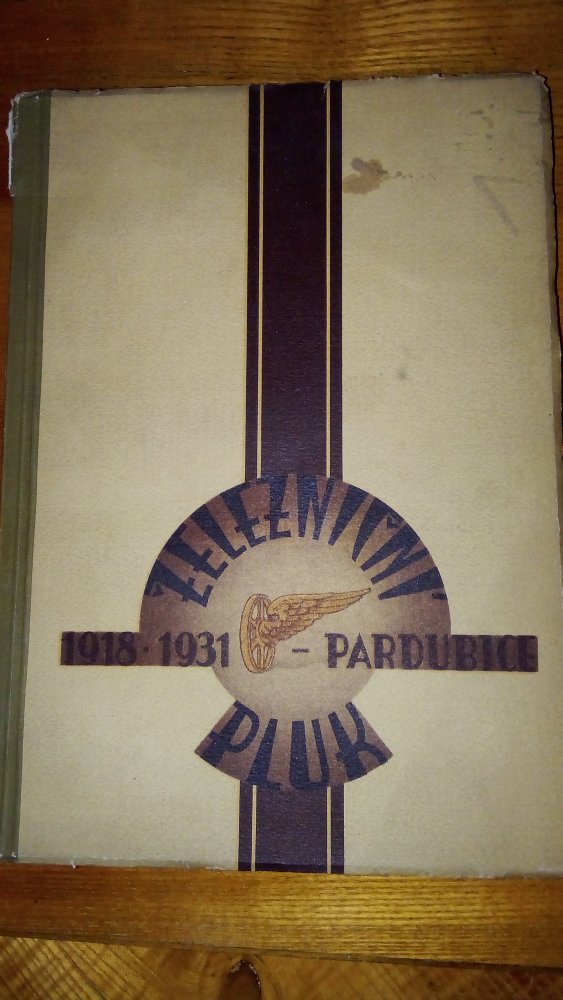 ŽELEZNIČNÍ
1918 · 1931 – PARDUBICE
PLUK